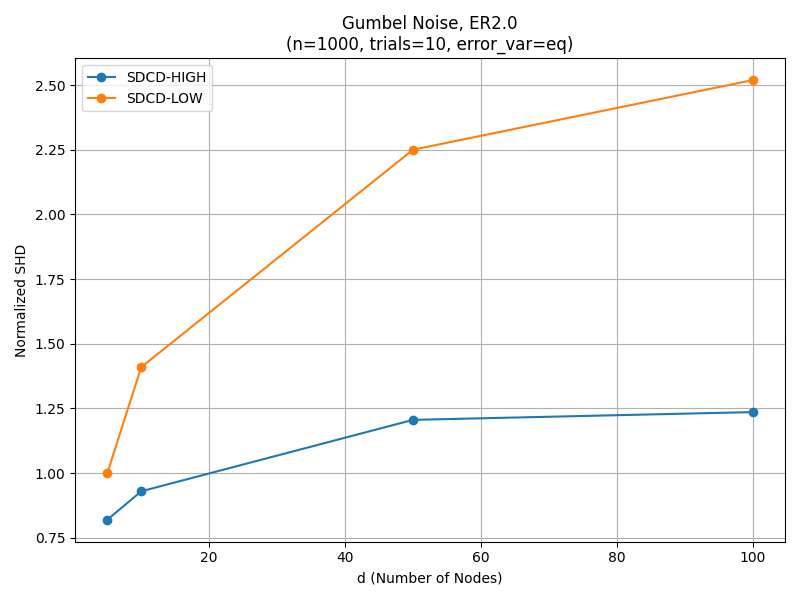 Gumbel Noise, ER2.0
(n=1000, trials=10, error_var=eq)
SDCD-HIGH
SDCD-LOW
Normalized SHD
2.50
2.25
2.00
1.75
1.50
1.25
1.00
0.75
20 40 60 80 100
d (Number of Nodes)